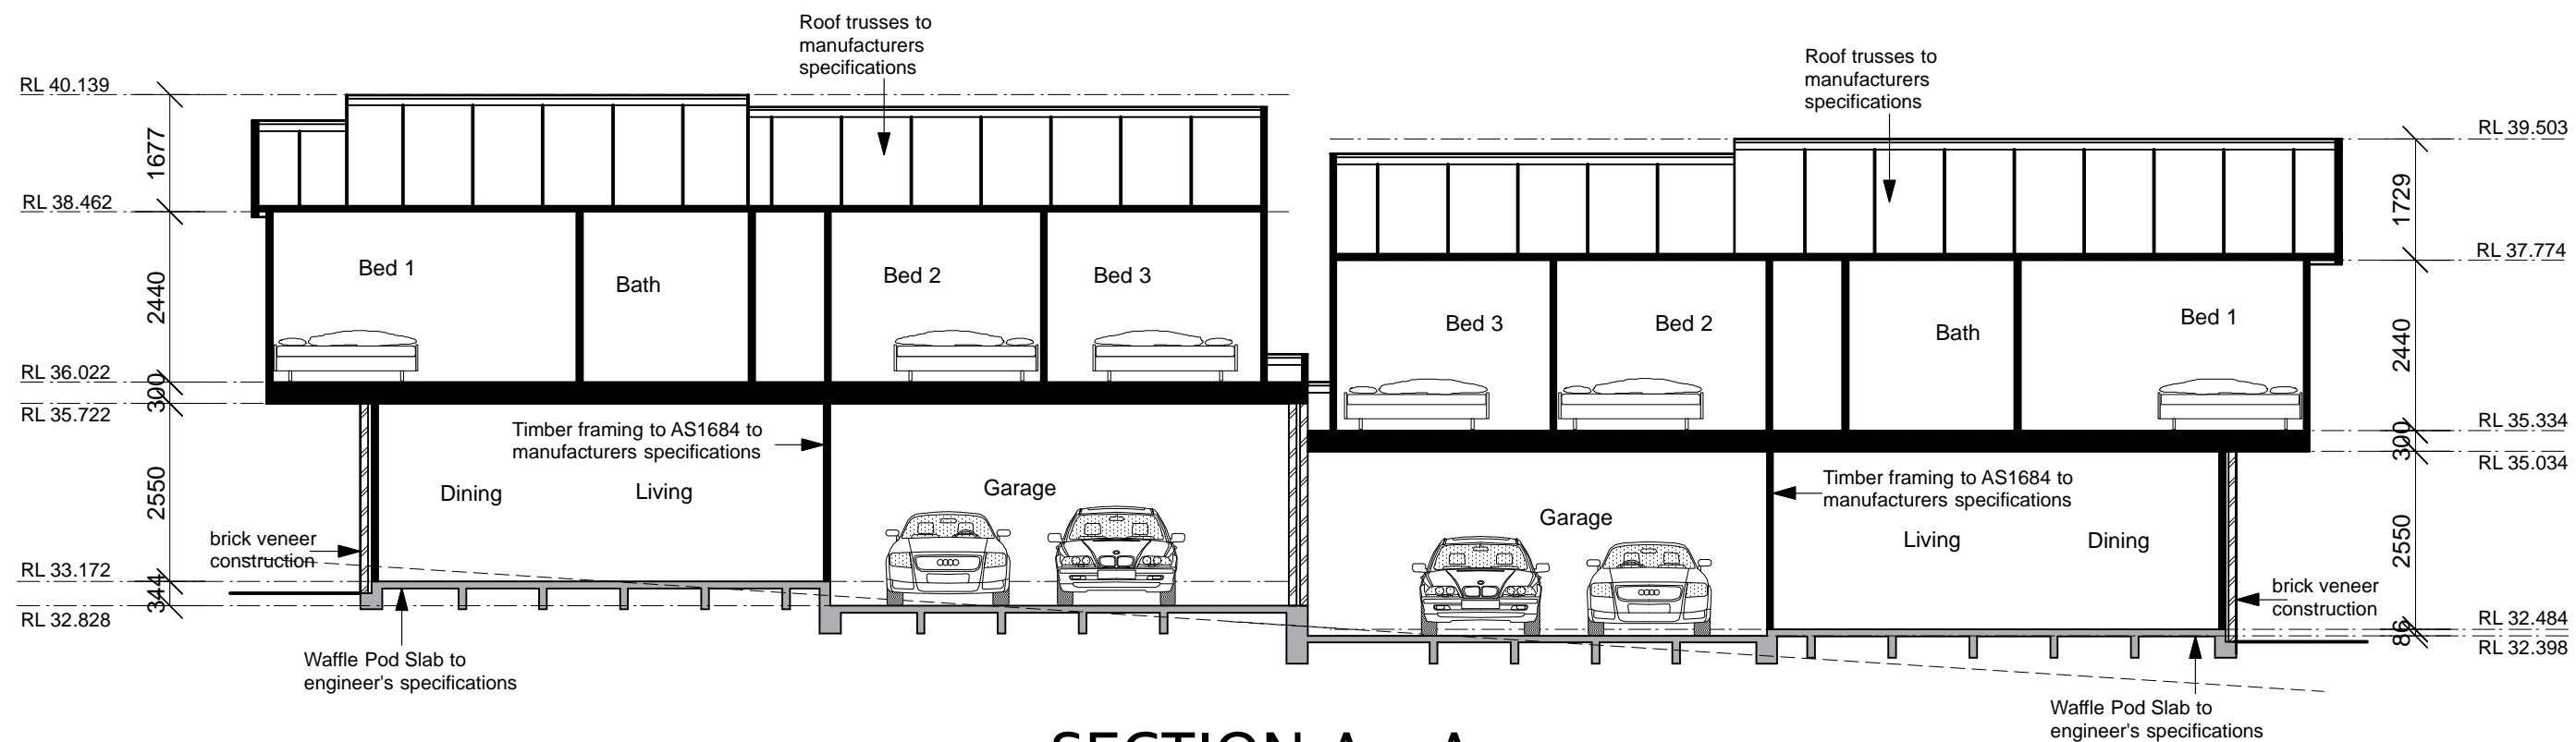 Roof trusses to
manufacturers
specifications
Roof trusses to
manufacturers
specifications
RL 40.139
1677
RL 38.462
2440
RL 36.022
300
RL 35.722
2550
RL 33.172
344
RL 32.828
RL 39.503
1729
RL 37.774
2440
RL 35.334
300
RL 35.034
2550
RL 32.484
86
RL 32.398
Bed 1
Bath
Bed 2
Bed 3
Bed 3
Bed 2
Bath
Bed 1
Timber framing to AS1684 to
manufacturers specifications
Dining
Living
Garage
Timber framing to AS1684 to
manufacturers specifications
Garage
Living
Dining
brick veneer
construction
brick veneer
construction
Waffle Pod Slab to
engineer's specifications
Waffle Pod Slab to
engineer's specifications
SECTION A - A